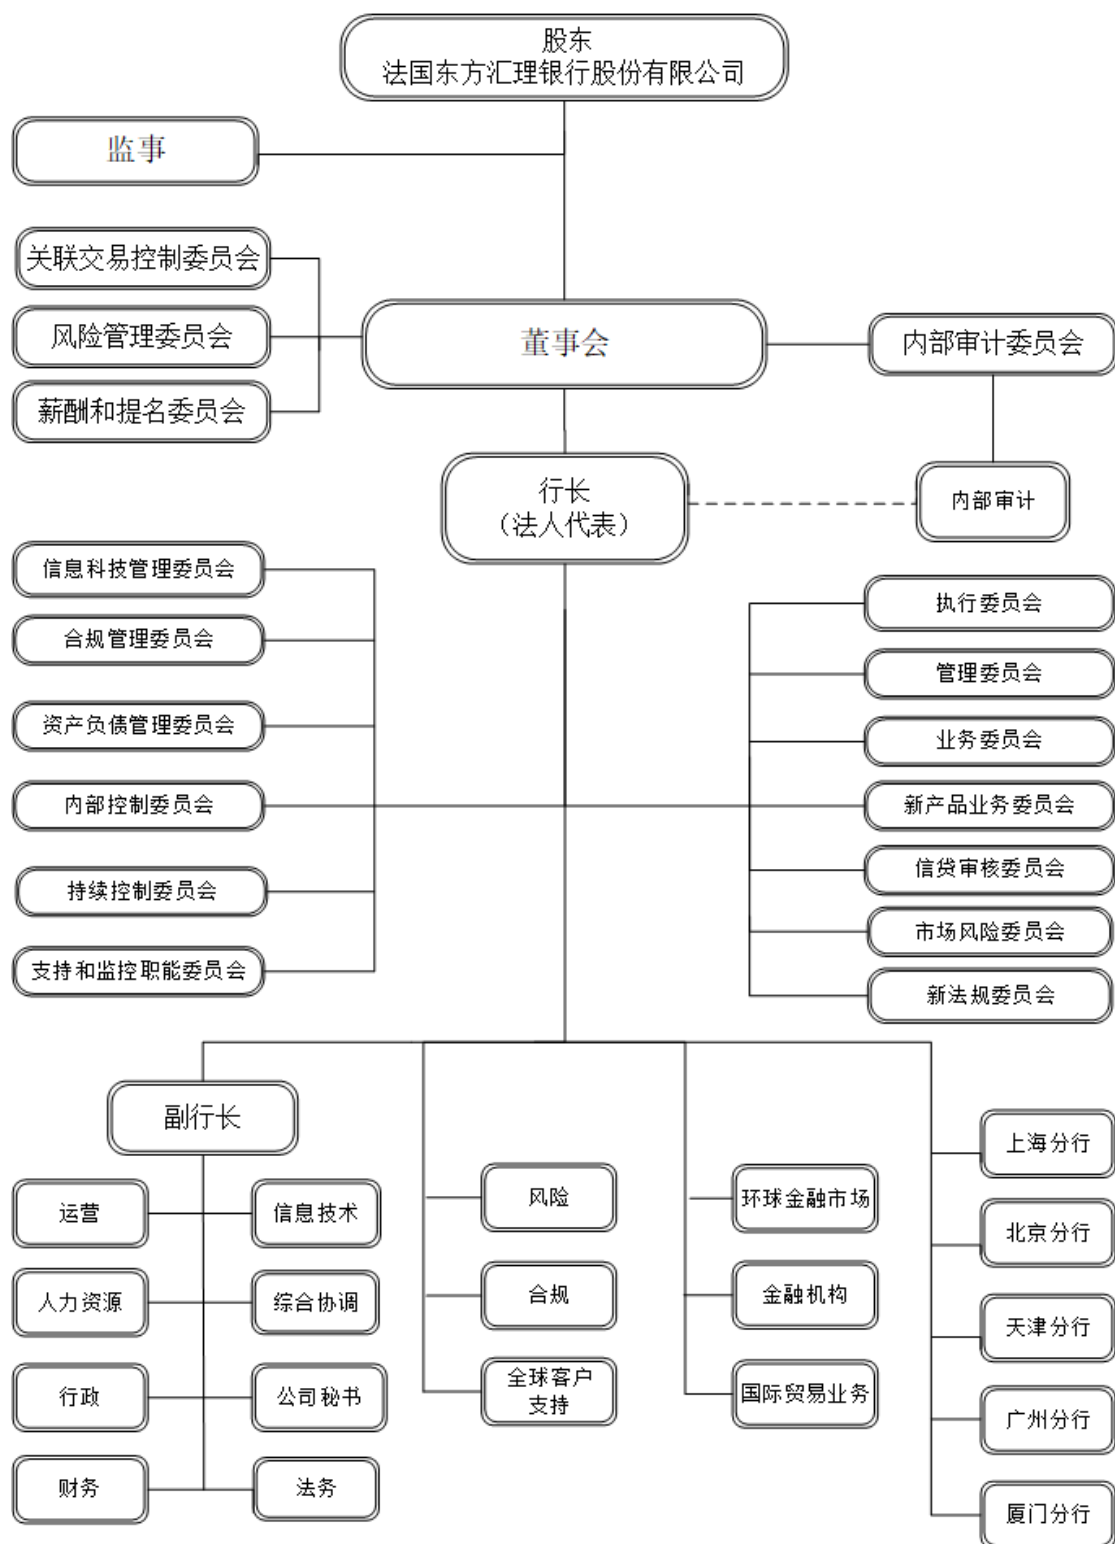 股东
法国东方汇理银行股份有限公司
监事
关联交易控制委员会
风险管理委员会
薪酬和提名委员会
董事会
内部审计委员会
行长
（法人代表）
内部审计
信息科技管理委员会
合规管理委员会
资产负债管理委员会
内部控制委员会
持续控制委员会
支持和监控职能委员会
执行委员会
管理委员会
业务委员会
新产品业务委员会
信贷审核委员会
市场风险委员会
新法规委员会
副行长
运营
信息技术
人力资源
综合协调
行政
公司秘书
财务
法务
风险
合规
全球客户
支持
环球金融市场
金融机构
国际贸易业务
上海分行
北京分行
天津分行
广州分行
厦门分行